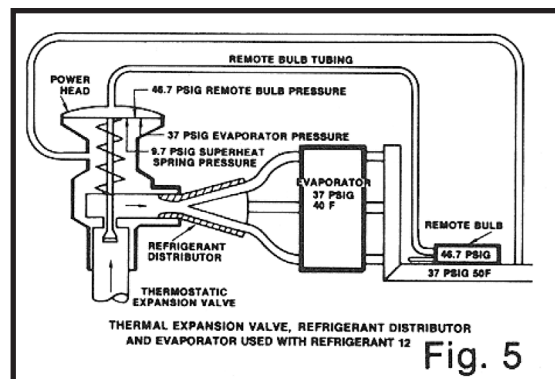 REMOTE BULB TUBING
POWER
HEAD
46.7 PSIG REMOTE BULB PRESSURE
37 PSIG EVAPORATOR PRESSURE
9.7 PSIG SUPERHEAT
SPRING PRESSURE
EVAPORATOR
37 PSIG
40 F
REMOTE BULB
46.7 PSIG
37 PSIG 50F
REFRIGERANT
DISTRIBUTOR
THERMOSTATIC
EXPANSION VALVE
THERMAL EXPANSION VALVE, REFRIGERANT DISTRIBUTOR
AND EVAPORATOR USED WITH REFRIGERANT 12
Fig. 5